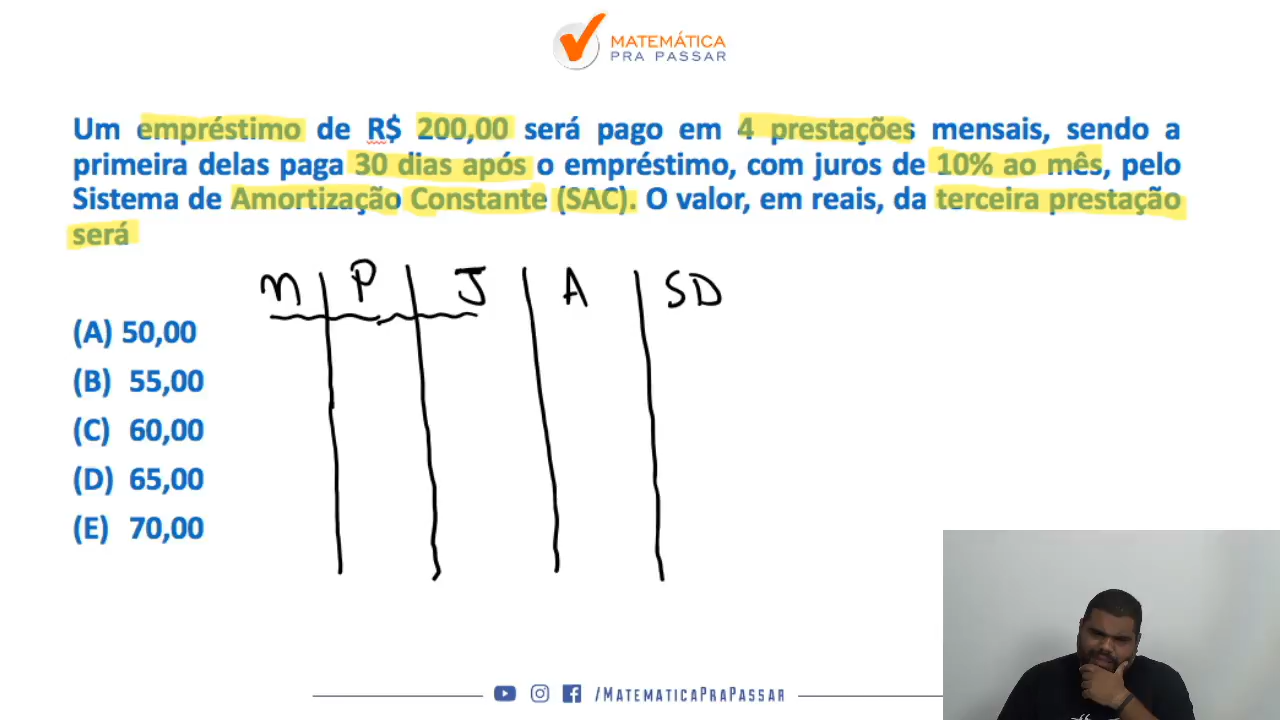 MATEMÁTICA
PRA PASSAR
Um empréstimo de R$ 200,00 será pago em 4 prestações mensais, sendo a
primeira delas paga 30 dias após o empréstimo, com juros de 10% ao mês, pelo
Sistema de Amortização Constante (SAC). O valor, em reais, da terceira prestação
será
n P J A SD
(A) 50,00
(B) 55,00
(C) 60,00
(D) 65,00
(E) 70,00
/MATEMATICAPRAPASSAR